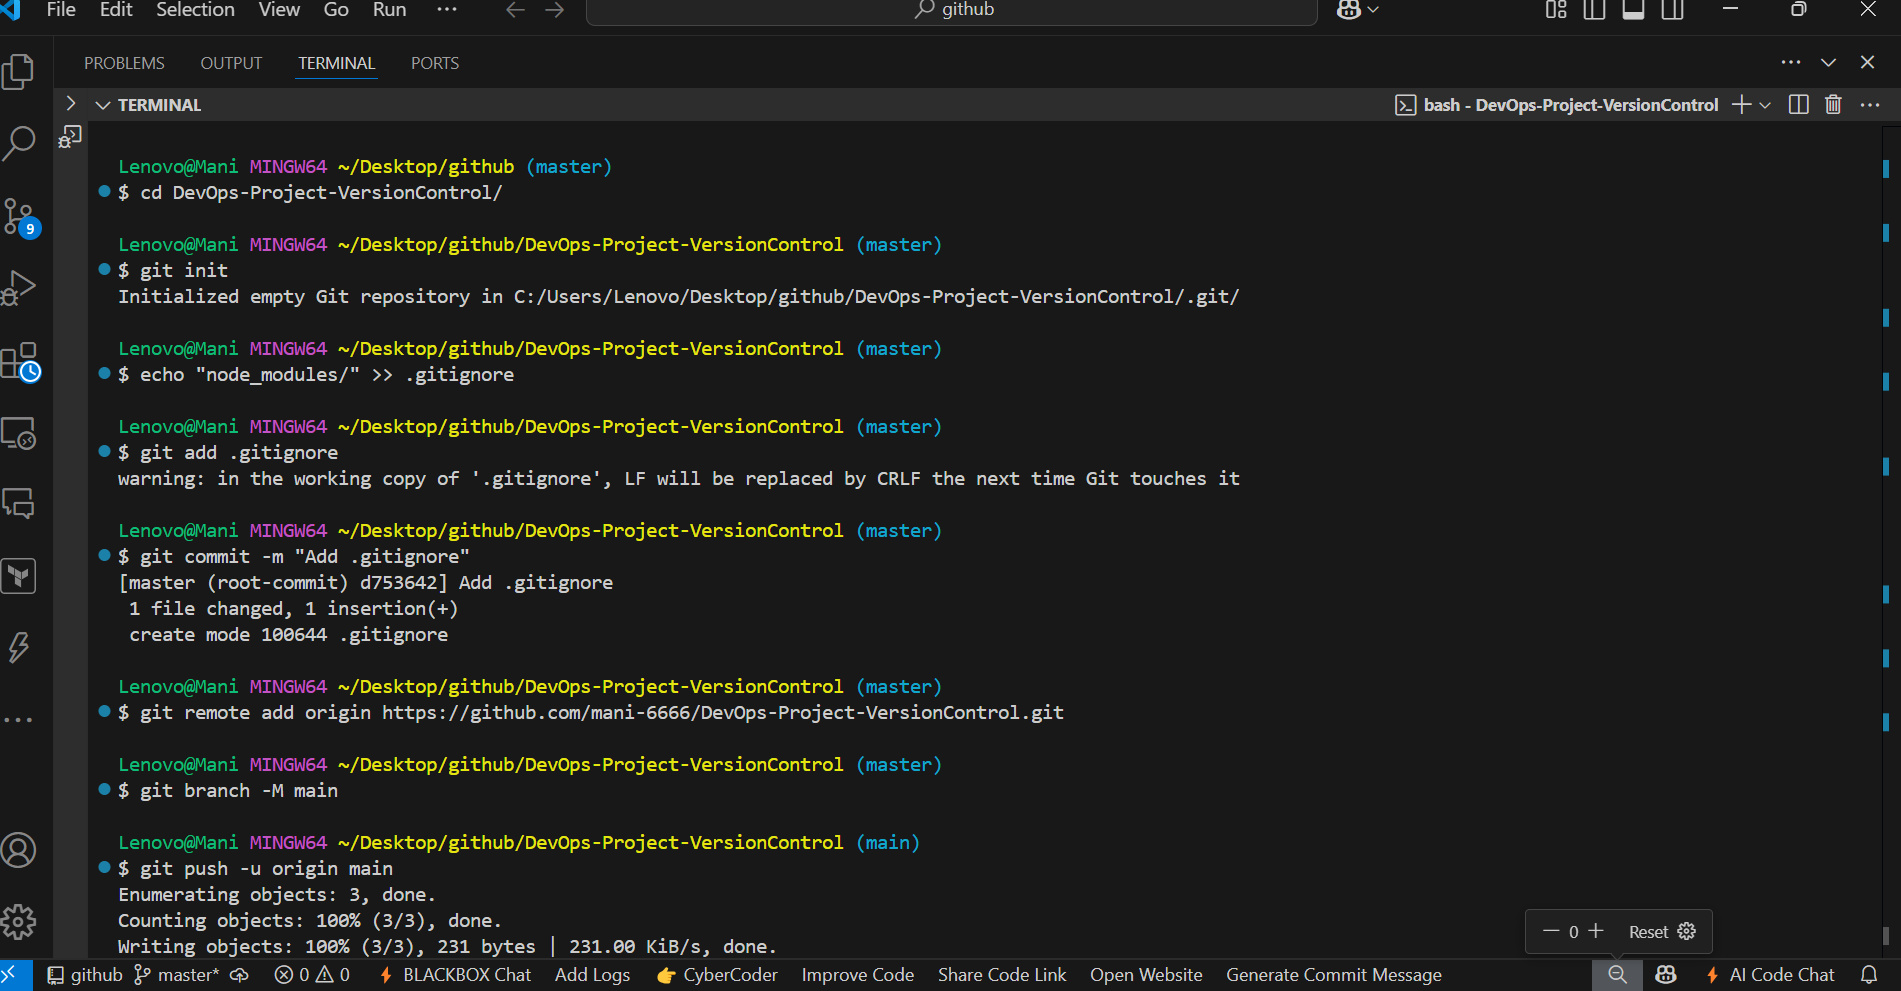 File Edit Selection View Go Run ··· github
PROBLEMS OUTPUT TERMINAL PORTS
TERMINAL bash - DevOps-Project-VersionControl
Lenovo@Mani MINGW64 ~/Desktop/github (master)
$ cd DevOps-Project-VersionControl/
Lenovo@Mani MINGW64 ~/Desktop/github/DevOps-Project-VersionControl (master)
$ git init
Initialized empty Git repository in C:/Users/Lenovo/Desktop/github/DevOps-Project-VersionControl/.git/
Lenovo@Mani MINGW64 ~/Desktop/github/DevOps-Project-VersionControl (master)
$ echo "node_modules/" >> .gitignore
Lenovo@Mani MINGW64 ~/Desktop/github/DevOps-Project-VersionControl (master)
$ git add .gitignore
warning: in the working copy of '.gitignore', LF will be replaced by CRLF the next time Git touches it
Lenovo@Mani MINGW64 ~/Desktop/github/DevOps-Project-VersionControl (master)
$ git commit -m "Add .gitignore"
[master (root-commit) d753642] Add .gitignore
1 file changed, 1 insertion(+)
create mode 100644 .gitignore
Lenovo@Mani MINGW64 ~/Desktop/github/DevOps-Project-VersionControl (master)
$ git remote add origin https://github.com/mani-6666/DevOps-Project-VersionControl.git
Lenovo@Mani MINGW64 ~/Desktop/github/DevOps-Project-VersionControl (master)
$ git branch -M main
Lenovo@Mani MINGW64 ~/Desktop/github/DevOps-Project-VersionControl (main)
$ git push -u origin main
Enumerating objects: 3, done.
Counting objects: 100% (3/3), done.
Writing objects: 100% (3/3), 231 bytes | 231.00 KiB/s, done.
9
0 Reset
github master* 0 0 BLACKBOX Chat Add Logs CyberCoder Improve Code Share Code Link Open Website Generate Commit Message AI Code Chat